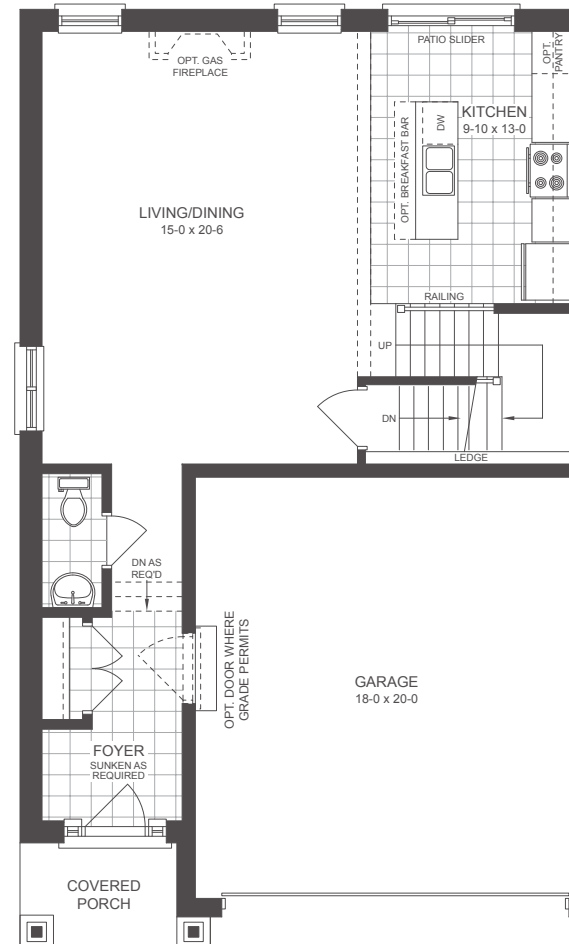 PATIO SLIDER
OPT.
PANTRY
OPT. GAS
FIREPLACE
KITCHEN
9-10 x 13-0
DW
OPT. BREAKFAST BAR
LIVING/DINING
15-0 x 20-6
RAILING
UP
DN
LEDGE
DN AS
REQ'D
OPT. DOOR WHERE
GRADE PERMITS
GARAGE
18-0 x 20-0
FOYER
SUNKEN AS
REQUIRED
COVERED
PORCH